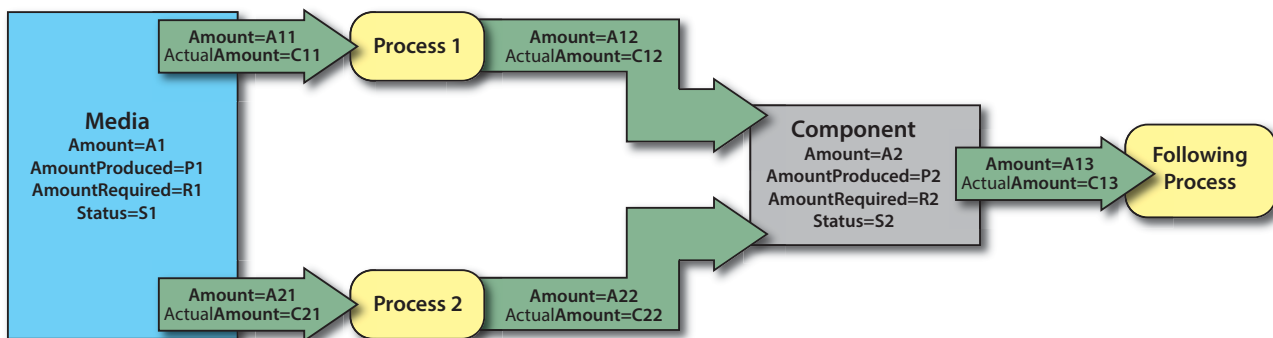 Amount=A11
ActualAmount=C11
Process 1
Amount=A12
ActualAmount=C12
Media
Amount=A1
AmountProduced=P1
AmountRequired=R1
Status=S1
Component
Amount=A2
AmountProduced=P2
AmountRequired=R2
Status=S2
Amount=A13
ActualAmount=C13
Following
Process
Amount=A21
ActualAmount=C21
Process 2
Amount=A22
ActualAmount=C22